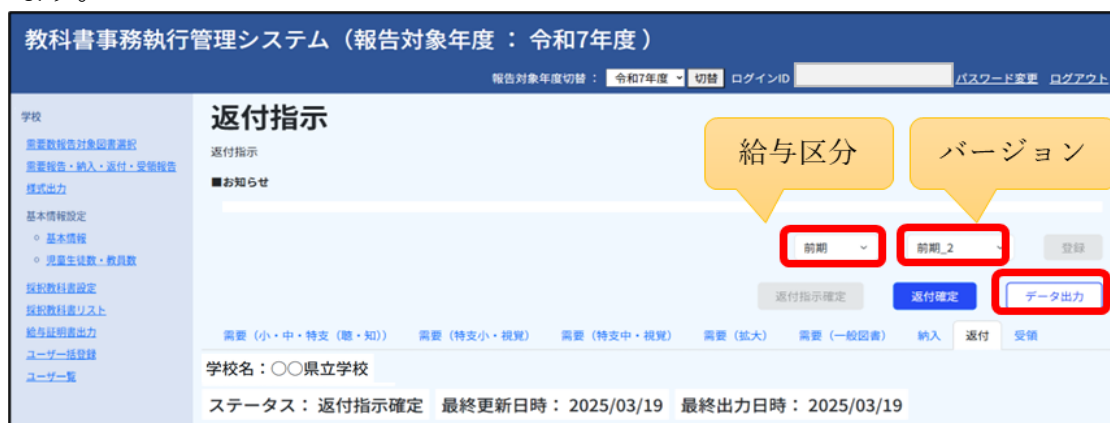 教科書事務執行管理システム（報告対象年度 ： 令和7年度 ）
報告対象年度切替 ： 令和7年度 切替 ログインID パスワード変更 ログアウト
学校
需要数報告対象図書選択
需要報告・納入・返付・受領報告
様式出力
基本情報設定
基本情報
児童生徒数・教員数
採択教科書設定
採択教科書リスト
給与証明書出力
ユーザ一括登録
ユーザ一覧
返付指示
返付指示
■お知らせ
給与区分
バージョン
前期 前期_2 登録
返付指示確定 返付確定 データ出力
需要（小・中・特支（聴・知）） 需要（特支小・視覚） 需要（特支中・視覚） 需要（拡大） 需要（一般図書） 納入 返付 受領
学校名：○○県立学校
ステータス： 返付指示確定 最終更新日時： 2025/03/19 最終出力日時： 2025/03/19